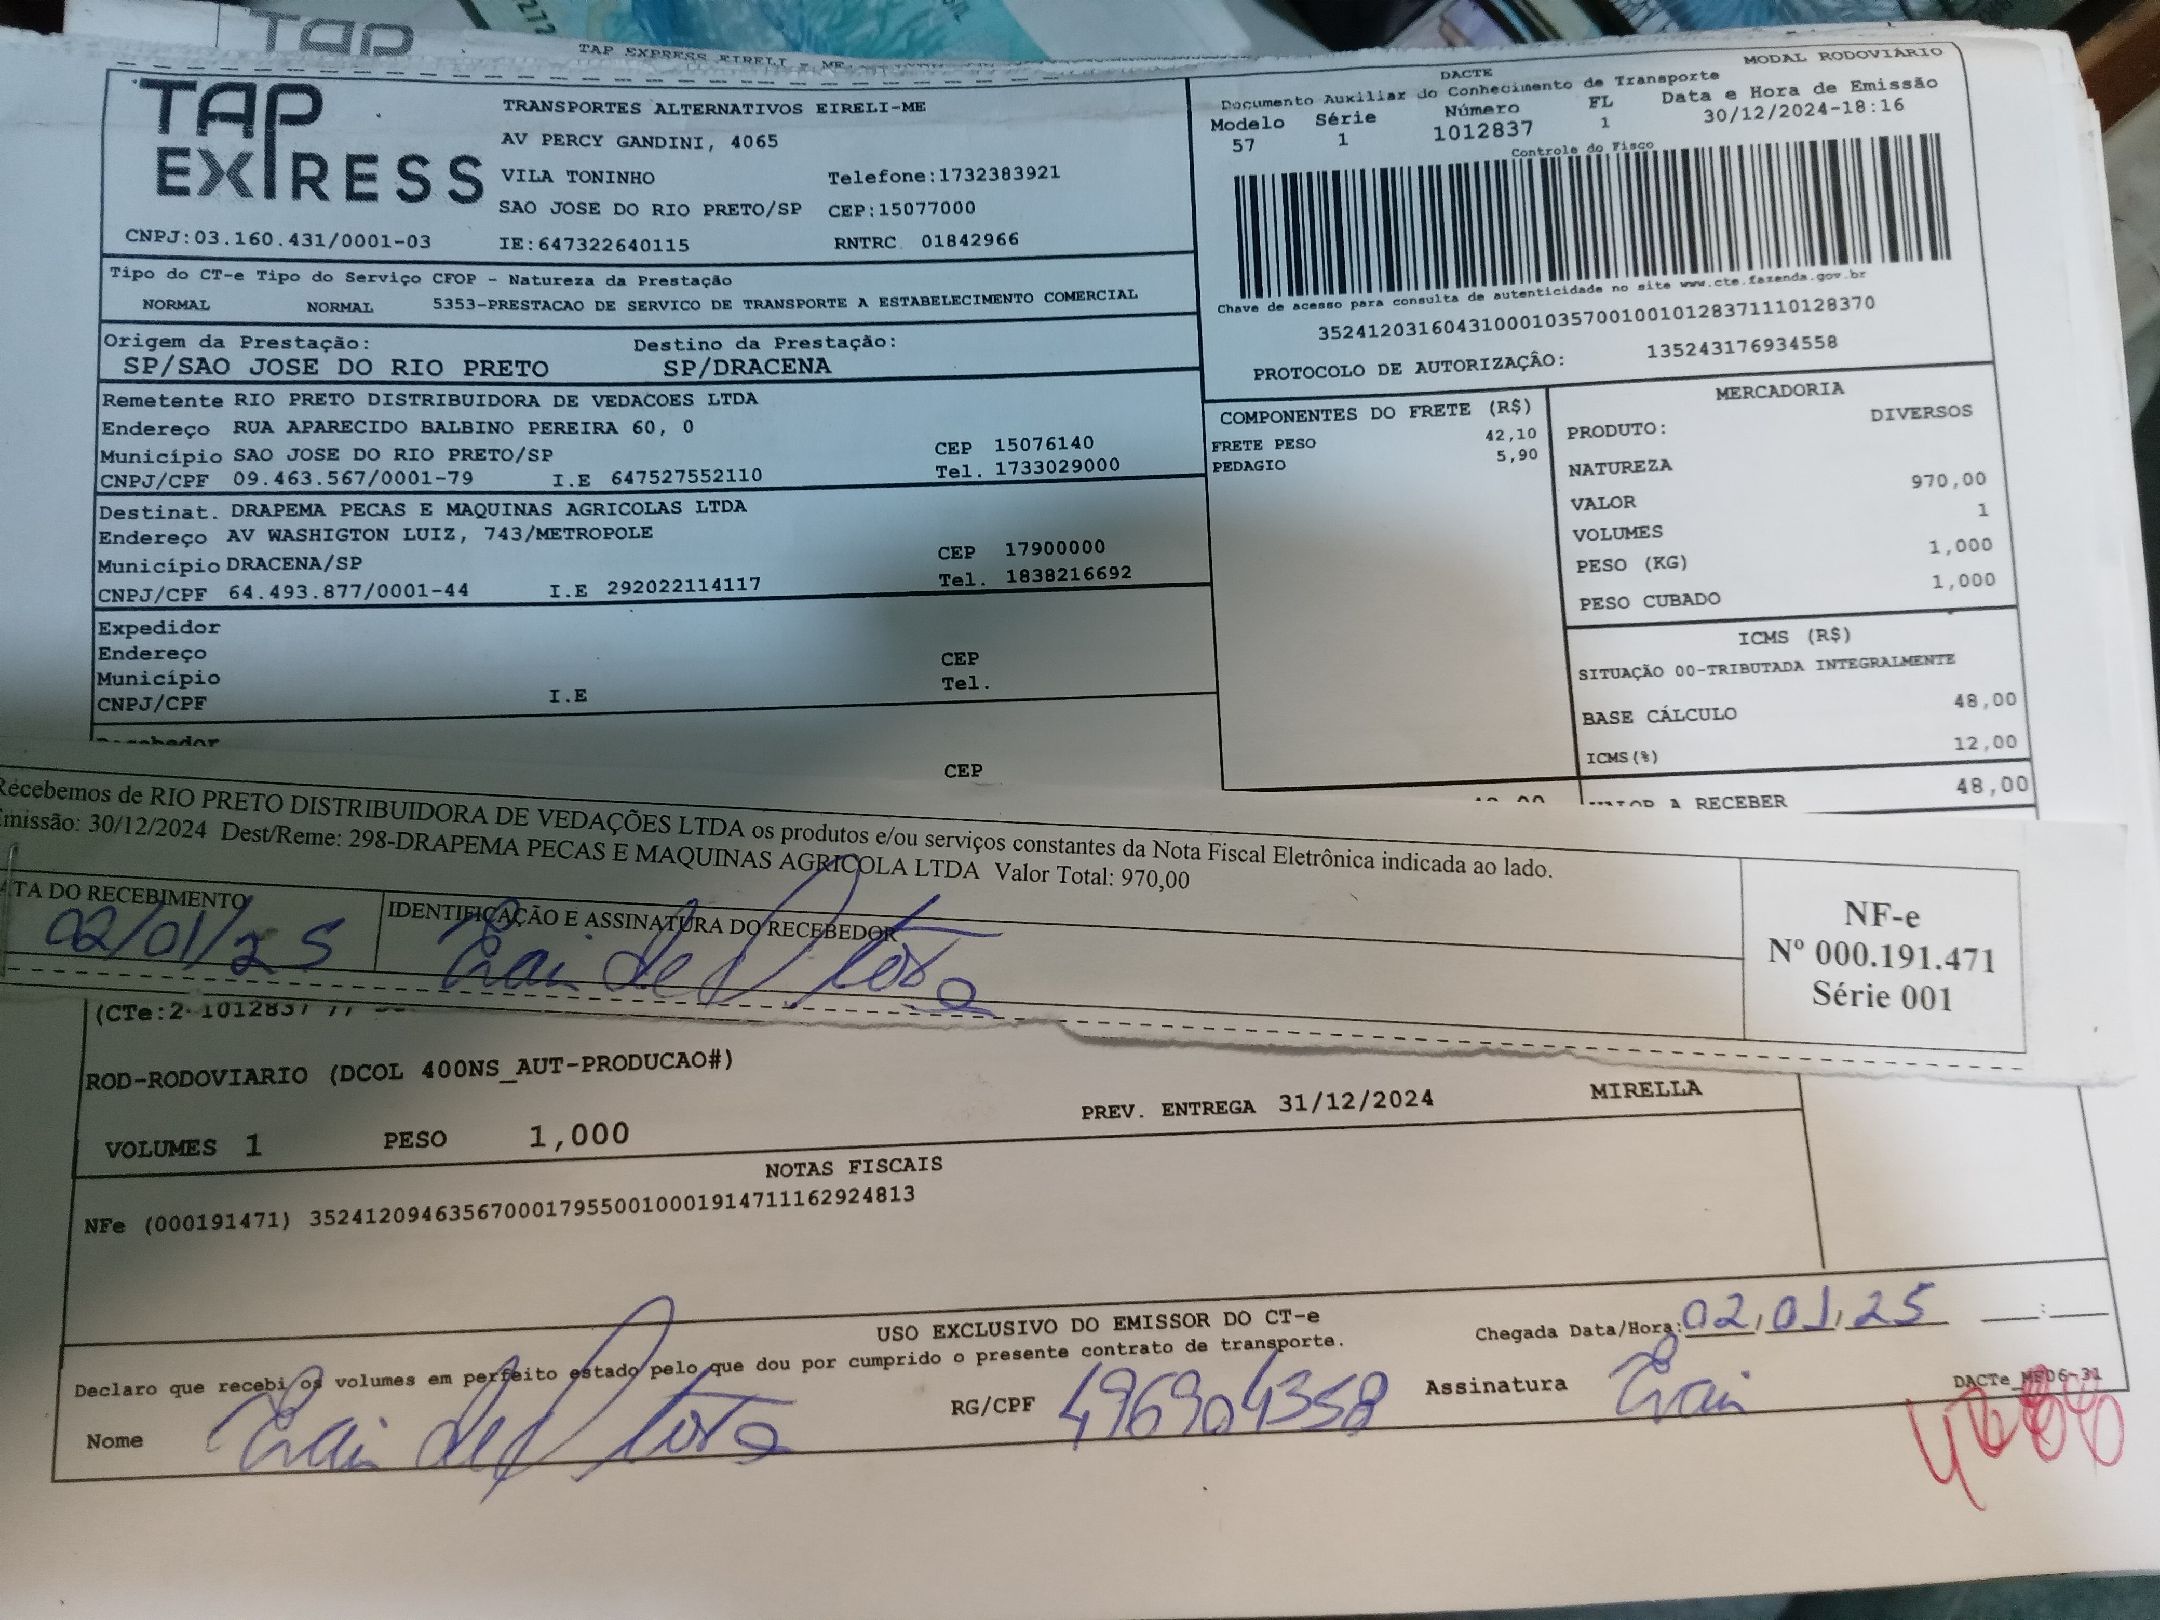 TAP
TAP EXPRESS EIRELI - ME
MODAL RODOVIÁRIO
TAP EXPRESS
TRANSPORTES ALTERNATIVOS EIRELI-ME
AV PERCY GANDINI, 4065
VILA TONINHO Telefone:1732383921
SAO JOSE DO RIO PRETO/SP CEP:15077000
CNPJ:03.160.431/0001-03 IE:647322640115 RNTRC 01842966
DACTE
Documento Auxiliar do Conhecimento de Transporte
Modelo Série Número FL Data e Hora de Emissão
57 1 1012837 1 30/12/2024-18:16
Controle do Fisco
Chave de acesso para consulta de autenticidade no site www.cte.fazenda.gov.br
35241203160431000103570010010128371110128370
PROTOCOLO DE AUTORIZAÇÃO: 135243176934558
Tipo do CT-e Tipo do Serviço CFOP - Natureza da Prestação
NORMAL NORMAL 5353-PRESTACAO DE SERVICO DE TRANSPORTE A ESTABELECIMENTO COMERCIAL
Origem da Prestação: Destino da Prestação:
SP/SAO JOSE DO RIO PRETO SP/DRACENA
Remetente RIO PRETO DISTRIBUIDORA DE VEDACOES LTDA
Endereço RUA APARECIDO BALBINO PEREIRA 60, 0
Município SAO JOSE DO RIO PRETO/SP CEP 15076140
CNPJ/CPF 09.463.567/0001-79 I.E 647527552110 Tel. 1733029000
Destinat. DRAPEMA PECAS E MAQUINAS AGRICOLAS LTDA
Endereço AV WASHIGTON LUIZ, 743/METROPOLE
Município DRACENA/SP CEP 17900000
CNPJ/CPF 64.493.877/0001-44 I.E 292022114117 Tel. 1838216692
Expedidor
Endereço
Município CEP
CNPJ/CPF I.E Tel.
CEP
COMPONENTES DO FRETE (R$)
FRETE PESO 42,10
PEDAGIO 5,90
MERCADORIA
PRODUTO: DIVERSOS
NATUREZA
VALOR 970,00
VOLUMES 1
PESO (KG) 1,000
PESO CUBADO 1,000
ICMS (R$)
SITUAÇÃO 00-TRIBUTADA INTEGRALMENTE
BASE CÁLCULO 48,00
ICMS(%) 12,00
A RECEBER 48,00
Recebemos de RIO PRETO DISTRIBUIDORA DE VEDAÇÕES LTDA os produtos e/ou serviços constantes da Nota Fiscal Eletrônica indicada ao lado.
Emissão: 30/12/2024 Dest/Reme: 298-DRAPEMA PECAS E MAQUINAS AGRICOLA LTDA Valor Total: 970,00
TA DO RECEBIMENTO IDENTIFICAÇÃO E ASSINATURA DO RECEBEDOR
02/01/25
NF-e
Nº 000.191.471
Série 001
(CTe:2 1012837
ROD-RODOVIARIO (DCOL 400NS_AUT-PRODUCAO#)
VOLUMES 1 PESO 1,000 PREV. ENTREGA 31/12/2024 MIRELLA
NOTAS FISCAIS
NFe (000191471) 35241209463567000179550010001914711162924813
USO EXCLUSIVO DO EMISSOR DO CT-e
Declaro que recebi os volumes em perfeito estado pelo que dou por cumprido o presente contrato de transporte.
Chegada Data/Hora: 02/01/25 __:__
Nome RG/CPF 496904358 Assinatura